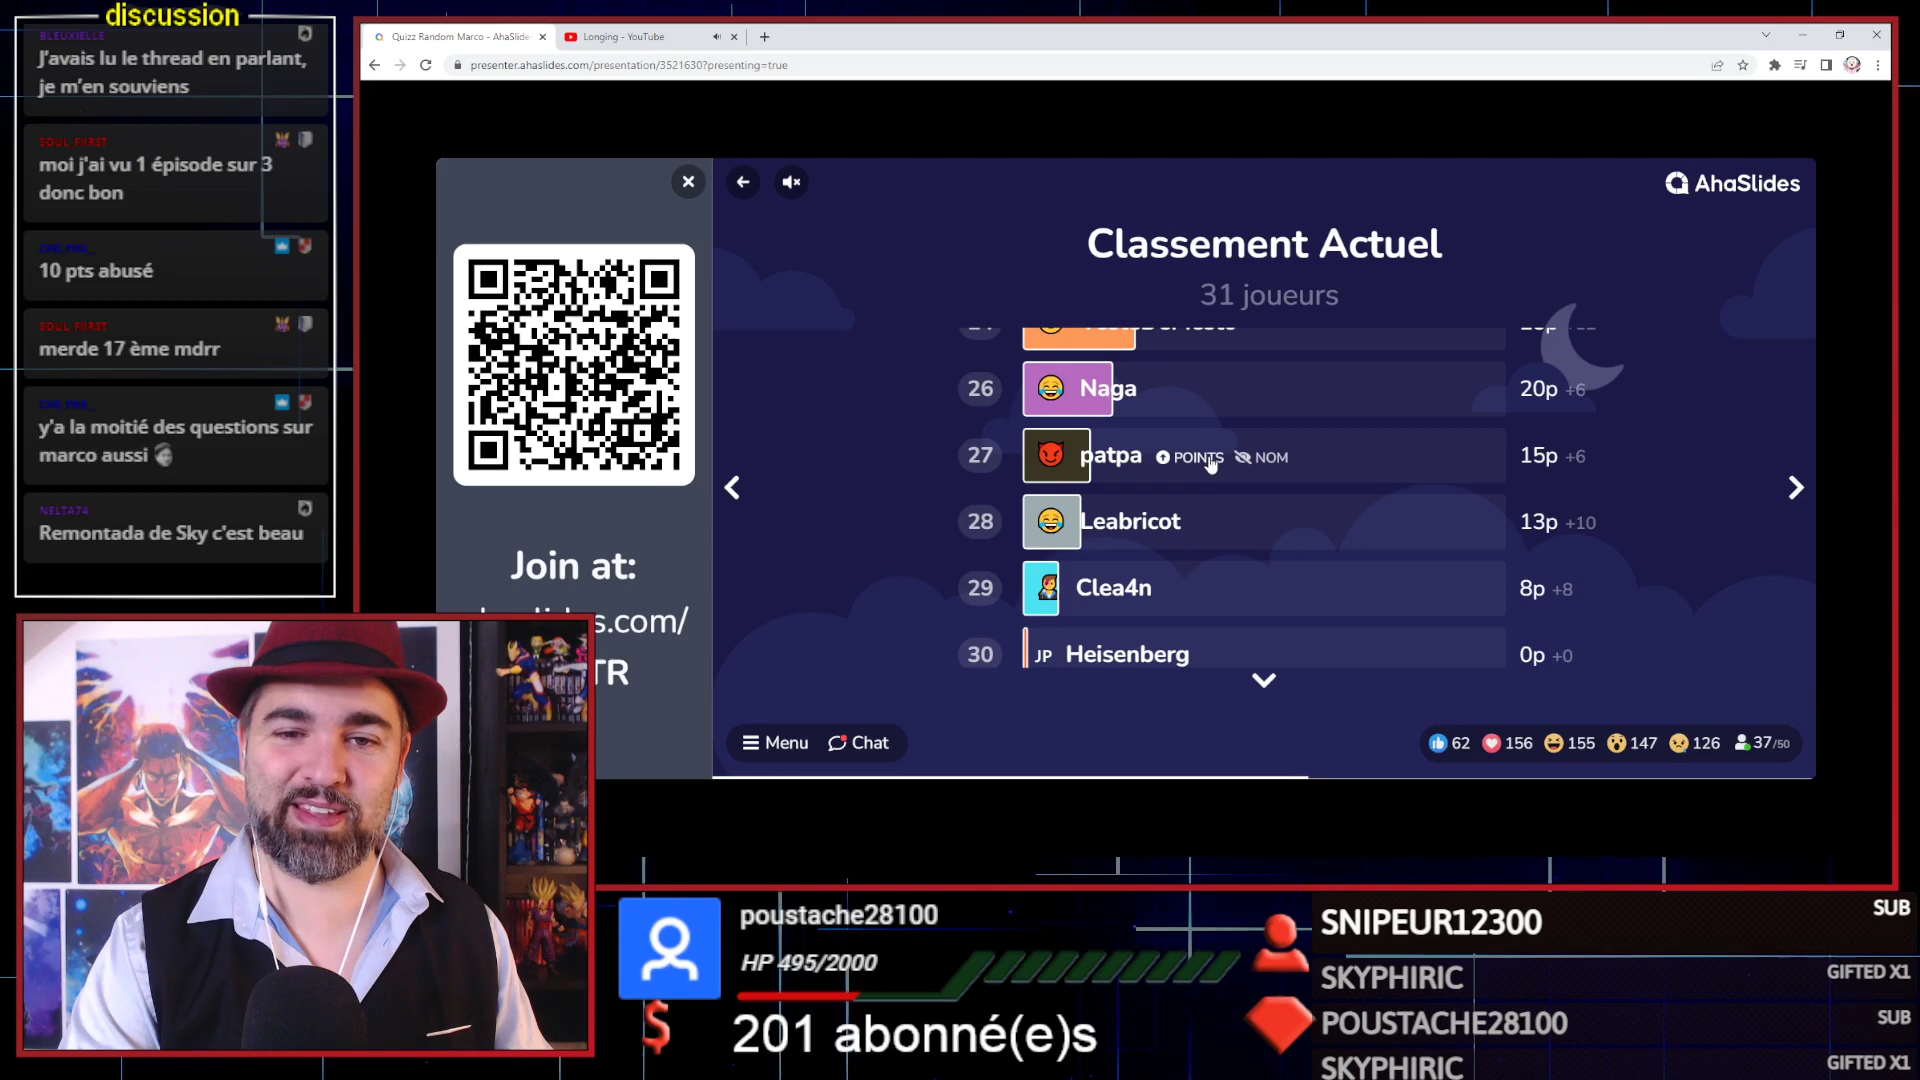 discussion
BLEUXIELLE
J'avais lu le thread en parlant,
je m'en souviens
SOUL_FIIRST
moi j'ai vu 1 épisode sur 3
donc bon
10 pts abusé
SOUL_FIIRST
merde 17 ème mdrr
y'a la moitié des questions sur
marco aussi
NELTA74
Remontada de Sky c'est beau
Quizz Random Marco - AhaSlide
Longing - YouTube
presenter.ahaslides.com/presentation/3521630?presenting=true
AhaSlides
Classement Actuel
31 joueurs
26 Naga 20p +6
27 patpa POINTS NOM 15p +6
28 Leabricot 13p +10
29 Clea4n 8p +8
30 JP Heisenberg 0p +0
Join at:
s.com/
TR
Menu Chat
62 156 155 147 126 37/50
poustache28100
HP 495/2000
201 abonné(e)s
SNIPEUR12300 SUB
SKYPHIRIC GIFTED X1
POUSTACHE28100 SUB
SKYPHIRIC GIFTED X1